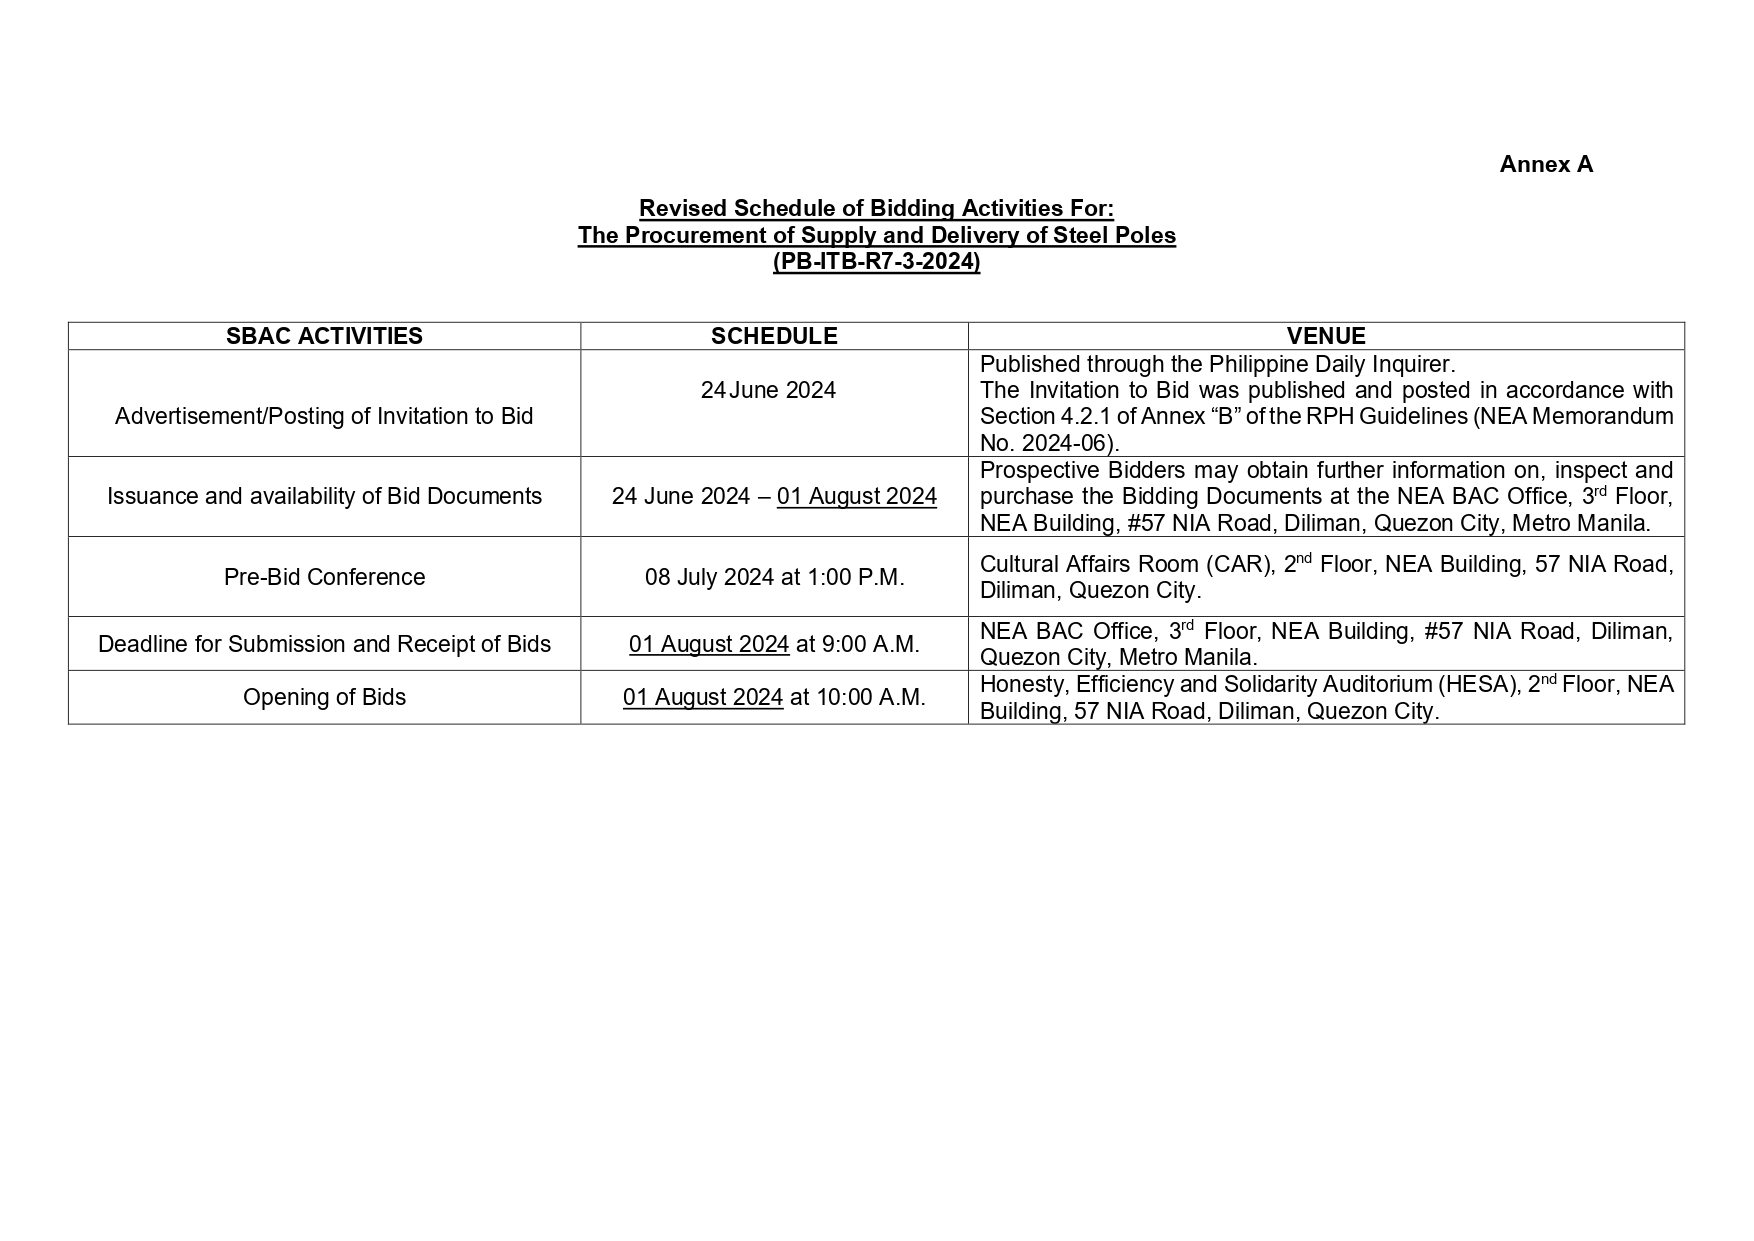 Annex A
Revised Schedule of Bidding Activities For:
The Procurement of Supply and Delivery of Steel Poles
(PB-ITB-R7-3-2024)
SBAC ACTIVITIES
SCHEDULE
VENUE
Advertisement/Posting of Invitation to Bid
24 June 2024
Published through the Philippine Daily Inquirer.
The Invitation to Bid was published and posted in accordance with
Section 4.2.1 of Annex “B” of the RPH Guidelines (NEA Memorandum
No. 2024-06).
Issuance and availability of Bid Documents
24 June 2024 – 01 August 2024
Prospective Bidders may obtain further information on, inspect and
purchase the Bidding Documents at the NEA BAC Office, 3rd Floor,
NEA Building, #57 NIA Road, Diliman, Quezon City, Metro Manila.
Pre-Bid Conference
08 July 2024 at 1:00 P.M.
Cultural Affairs Room (CAR), 2nd Floor, NEA Building, 57 NIA Road,
Diliman, Quezon City.
Deadline for Submission and Receipt of Bids
01 August 2024 at 9:00 A.M.
NEA BAC Office, 3rd Floor, NEA Building, #57 NIA Road, Diliman,
Quezon City, Metro Manila.
Opening of Bids
01 August 2024 at 10:00 A.M.
Honesty, Efficiency and Solidarity Auditorium (HESA), 2nd Floor, NEA
Building, 57 NIA Road, Diliman, Quezon City.